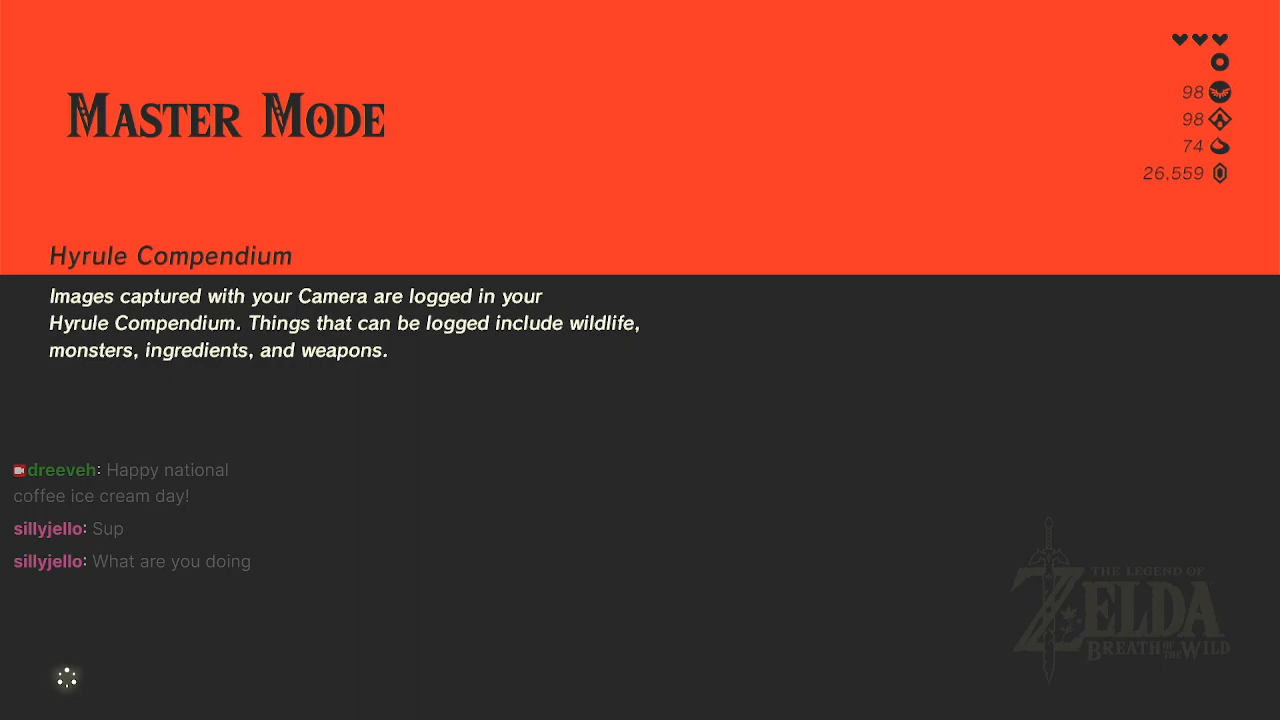 Master Mode
98
98
74
26,559
Hyrule Compendium
Images captured with your Camera are logged in your
Hyrule Compendium. Things that can be logged include wildlife,
monsters, ingredients, and weapons.
dreeveh: Happy national
coffee ice cream day!
sillyjello: Sup
sillyjello: What are you doing
THE LEGEND OF
ZELDA
BREATH OF THE WILD